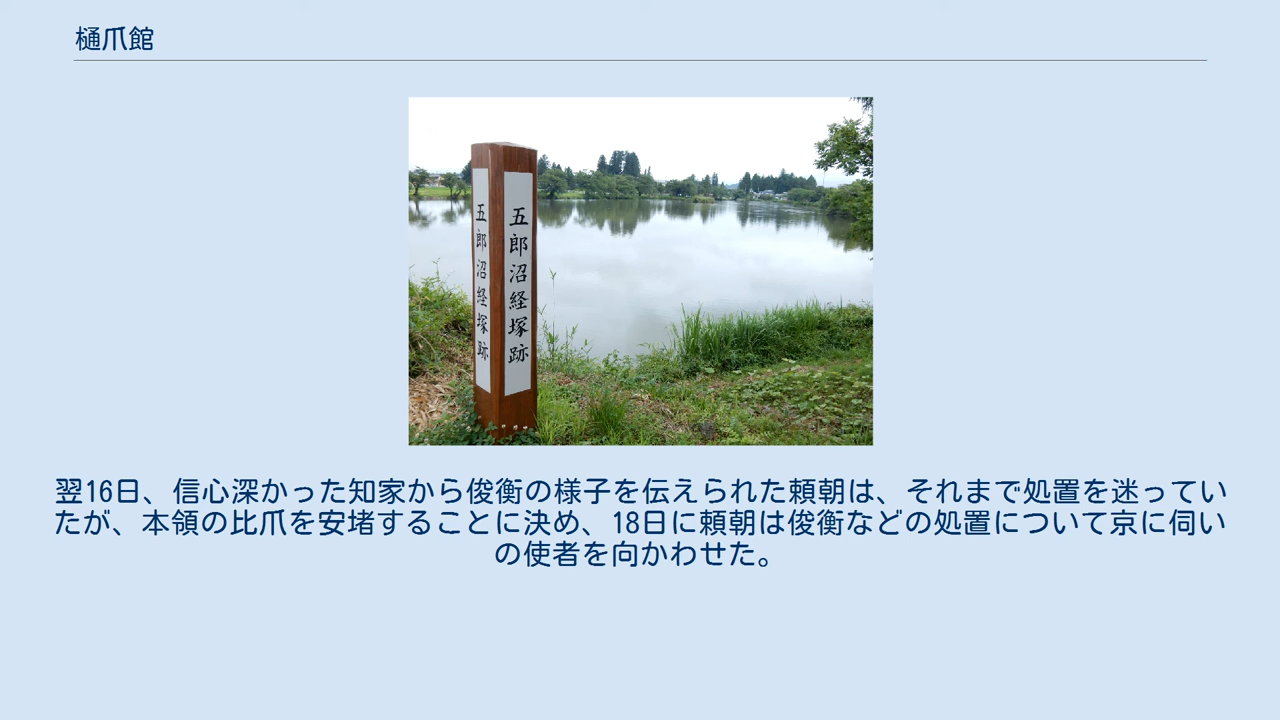 樋爪館
五郎沼経塚跡
五郎沼経塚跡
翌16日、信心深かった知家から俊衡の様子を伝えられた頼朝は、それまで処置を迷ってい
たが、本領の比爪を安堵することに決め、18日に頼朝は俊衡などの処置について京に伺い
の使者を向かわせた。